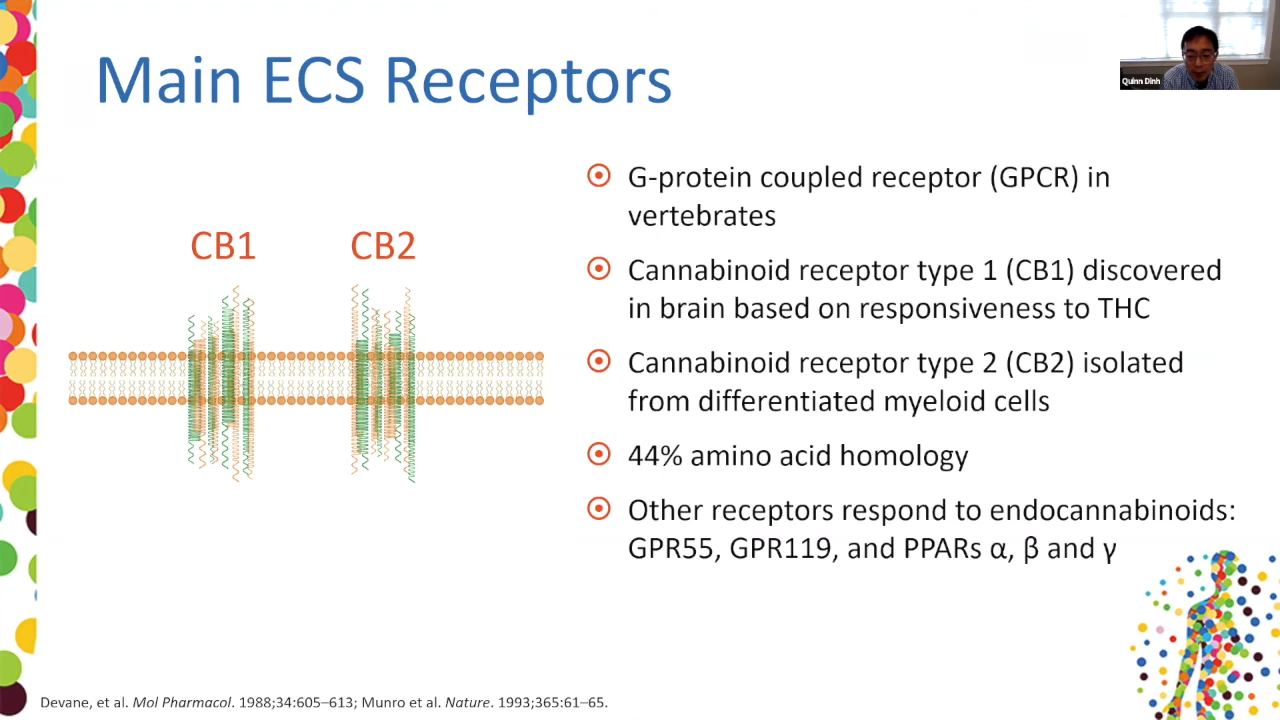 Main ECS Receptors
Quinn Dinh
CB1
CB2
G-protein coupled receptor (GPCR) in
vertebrates
Cannabinoid receptor type 1 (CB1) discovered
in brain based on responsiveness to THC
Cannabinoid receptor type 2 (CB2) isolated
from differentiated myeloid cells
44% amino acid homology
Other receptors respond to endocannabinoids:
GPR55, GPR119, and PPARs α, β and γ
Devane, et al. Mol Pharmacol. 1988;34:605–613; Munro et al. Nature. 1993;365:61–65.